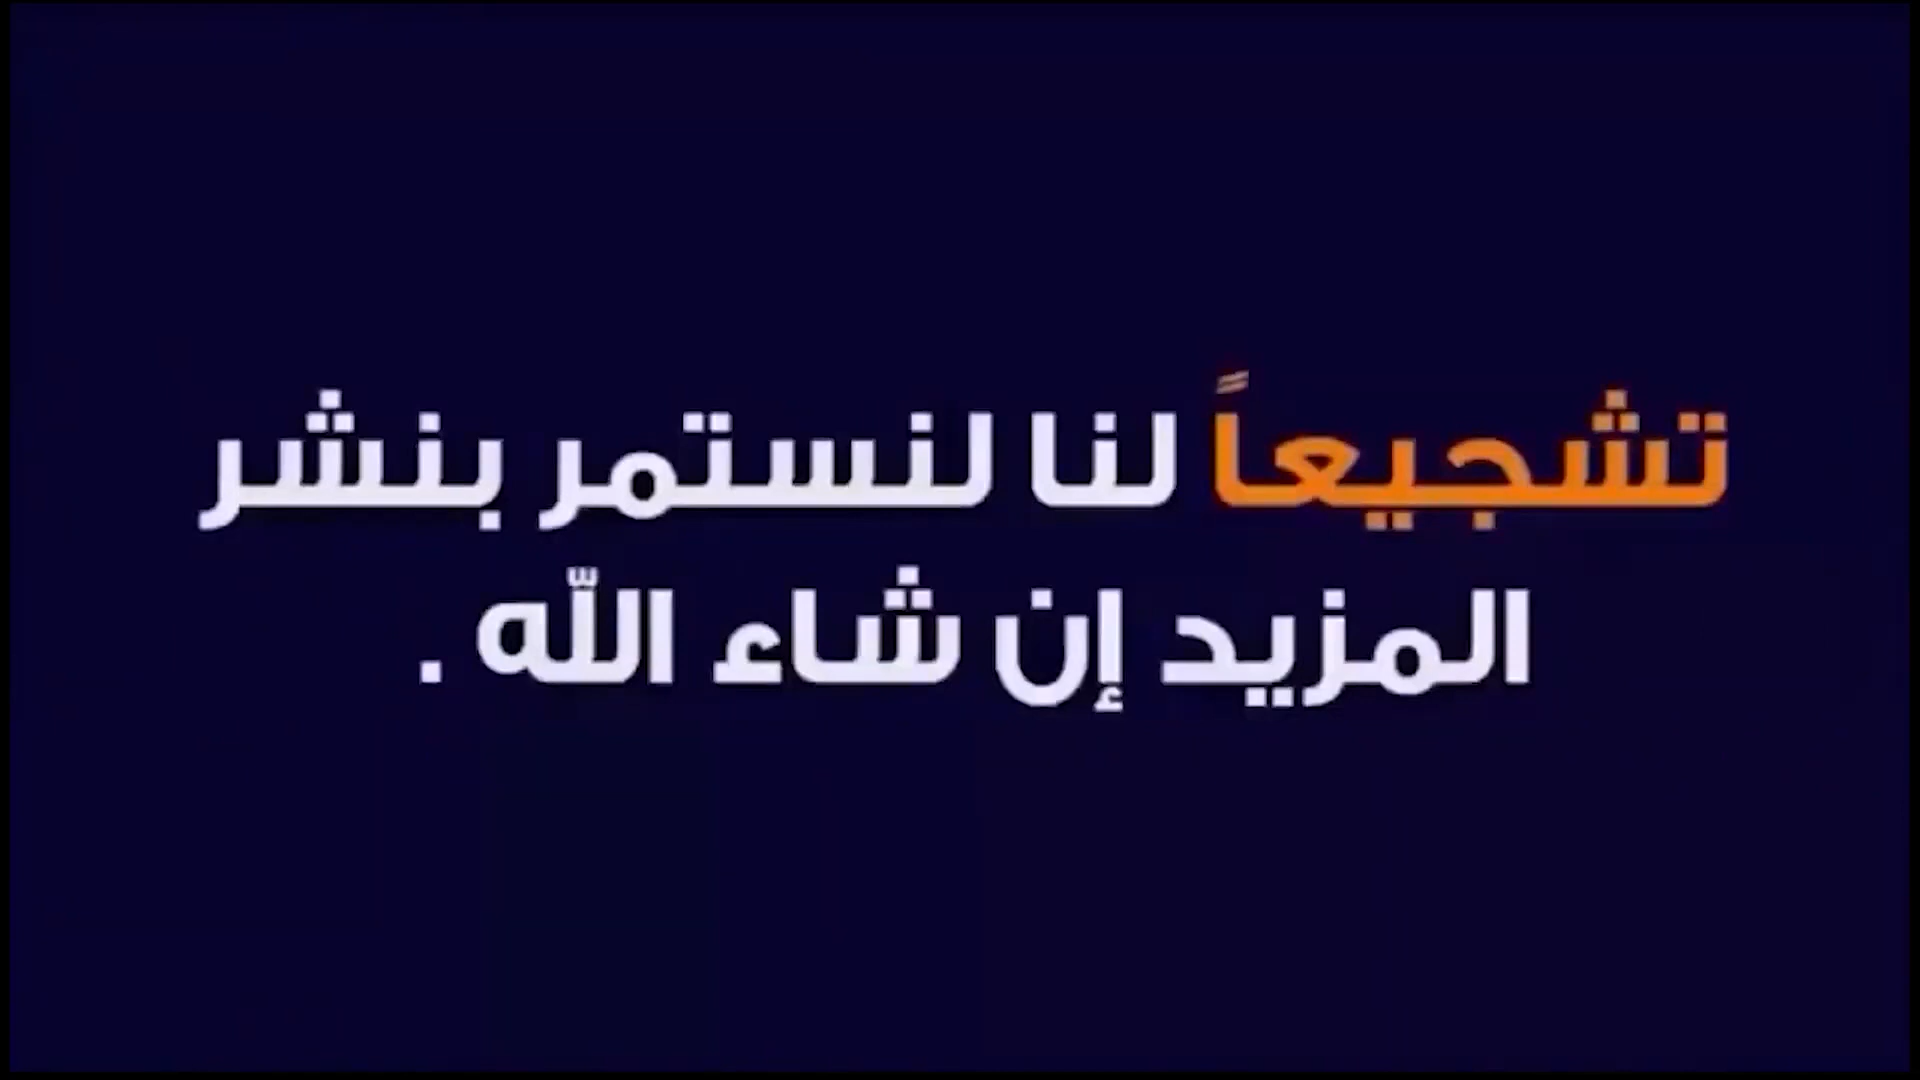 تشجيعاً لنا لنستمر بنشر
المزيد إن شاء اللّه .